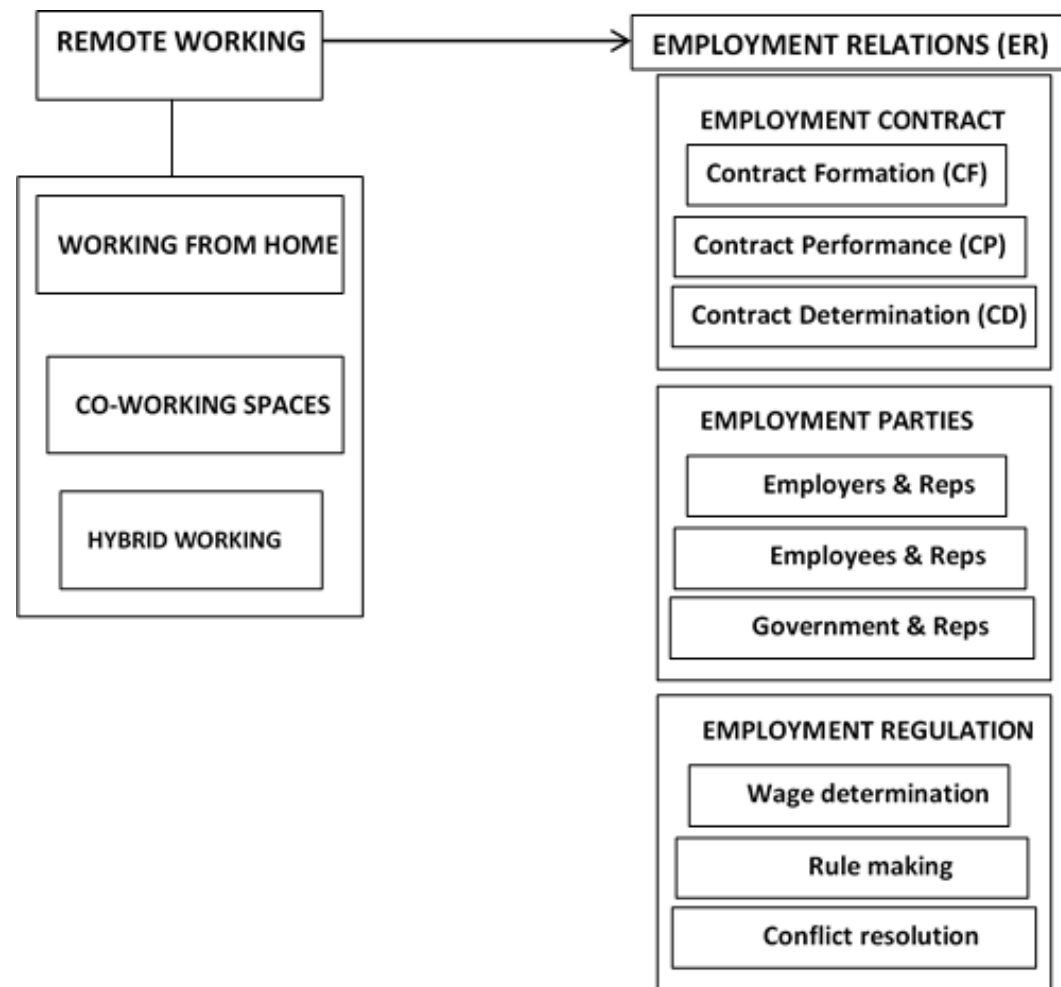 REMOTE WORKING
WORKING FROM HOME
CO-WORKING SPACES
HYBRID WORKING
EMPLOYMENT RELATIONS (ER)
EMPLOYMENT CONTRACT
Contract Formation (CF)
Contract Performance (CP)
Contract Determination (CD)
EMPLOYMENT PARTIES
Employers & Reps
Employees & Reps
Government & Reps
EMPLOYMENT REGULATION
Wage determination
Rule making
Conflict resolution